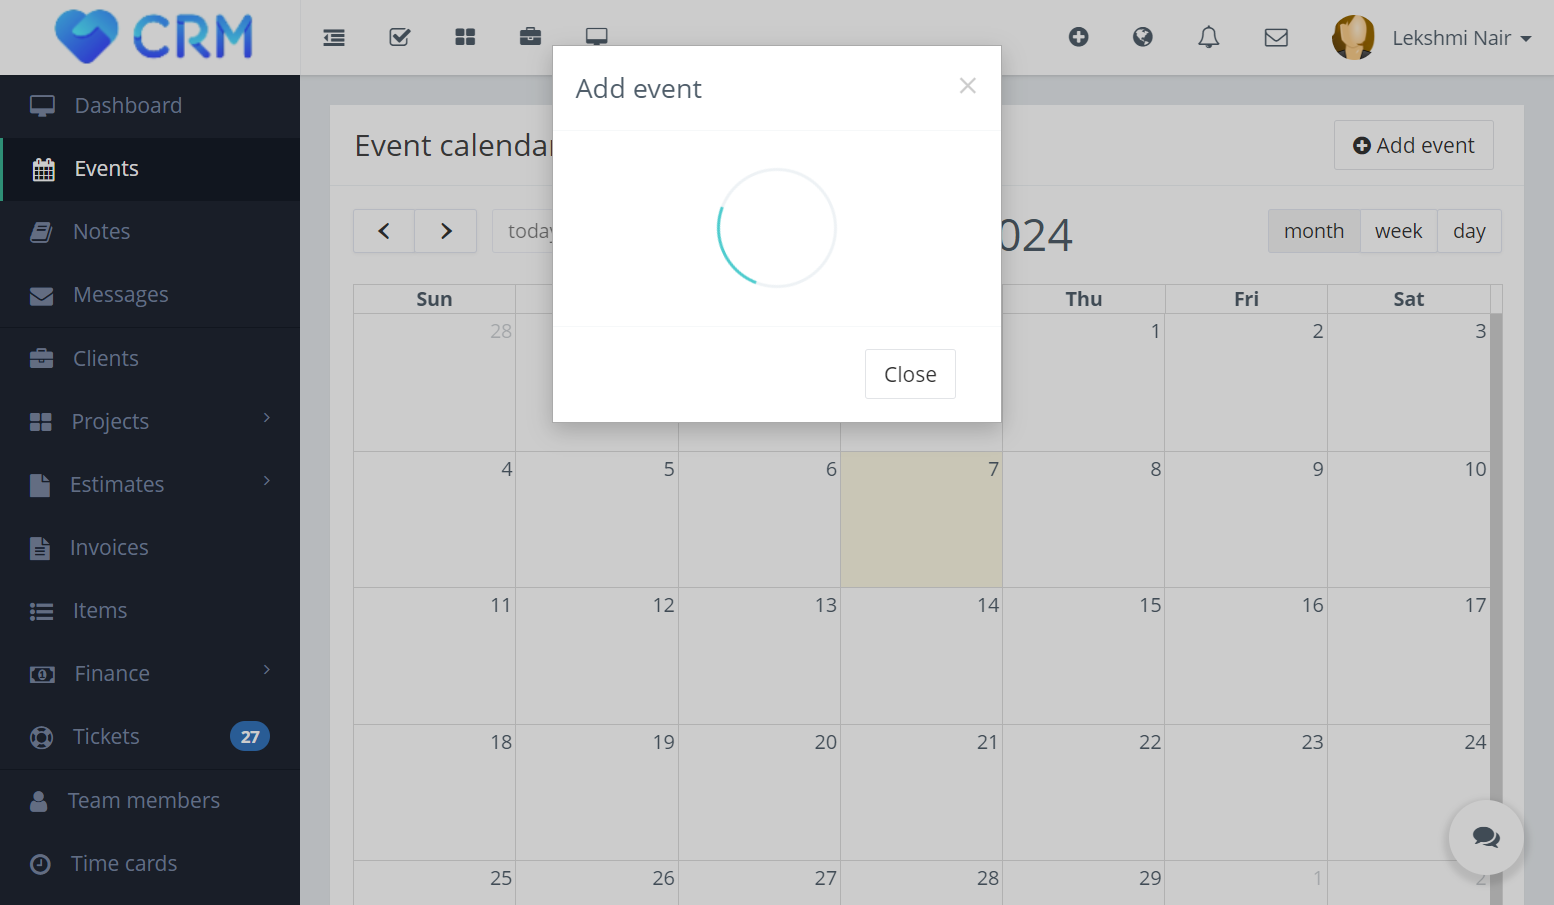 CRM
Lekshmi Nair
Dashboard
Events
Notes
Messages
Clients
Projects
Estimates
Invoices
Items
Finance
Tickets 27
Team members
Time cards
Add event
×
Close
Event calendar
Add event
today
024
month week day
Sun Thu Fri Sat
28 1 2 3
4 5 6 7 8 9 10
11 12 13 14 15 16 17
18 19 20 21 22 23 24
25 26 27 28 29 1 2